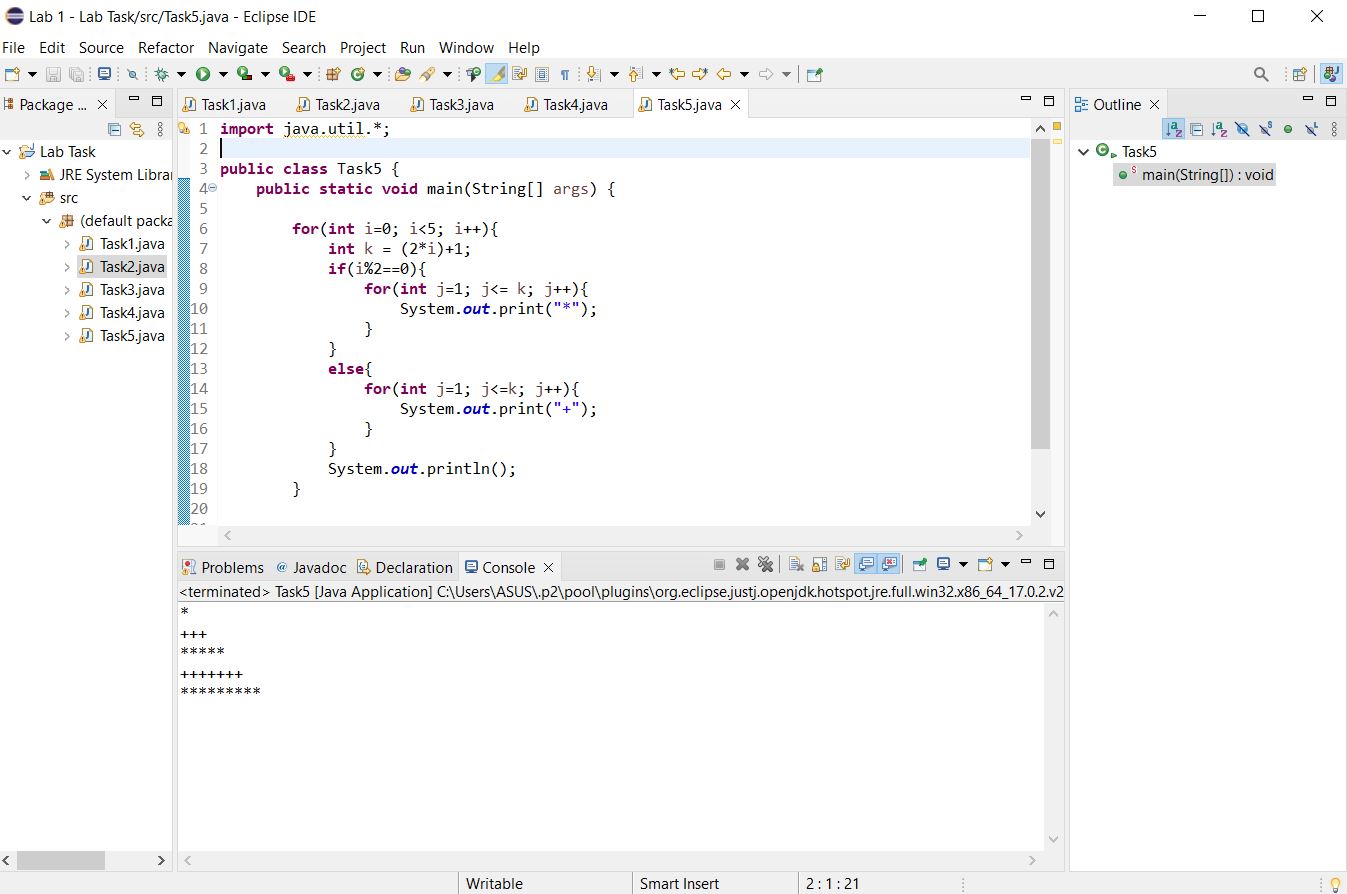 Lab 1 - Lab Task/src/Task5.java - Eclipse IDE
File Edit Source Refactor Navigate Search Project Run Window Help
Package ...
Lab Task
JRE System Librar
src
(default packa
Task1.java
Task2.java
Task3.java
Task4.java
Task5.java
Task1.java Task2.java Task3.java Task4.java Task5.java
1 import java.util.*;
2
3 public class Task5 {
4     public static void main(String[] args) {
5
6         for(int i=0; i<5; i++){
7             int k = (2*i)+1;
8             if(i%2==0){
9                 for(int j=1; j<= k; j++){
10                     System.out.print("*");
11                 }
12             }
13             else{
14                 for(int j=1; j<=k; j++){
15                     System.out.print("+");
16                 }
17             }
18             System.out.println();
19         }
20
Problems @ Javadoc Declaration Console
<terminated> Task5 [Java Application] C:\Users\ASUS\.p2\pool\plugins\org.eclipse.justj.openjdk.hotspot.jre.full.win32.x86_64_17.0.2.v2
*
+++
*****
+++++++
*********
Outline
Task5
main(String[]) : void
Writable Smart Insert 2 : 1 : 21